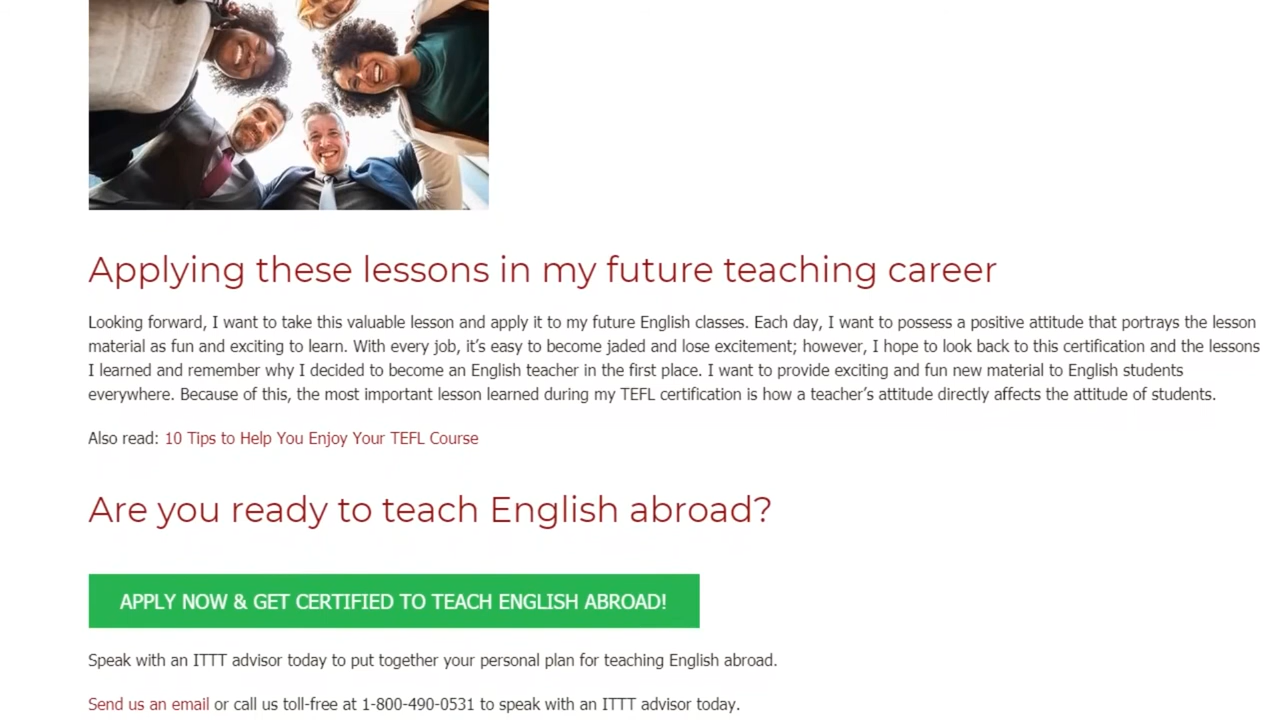 Applying these lessons in my future teaching career
Looking forward, I want to take this valuable lesson and apply it to my future English classes. Each day, I want to possess a positive attitude that portrays the lesson
material as fun and exciting to learn. With every job, it’s easy to become jaded and lose excitement; however, I hope to look back to this certification and the lessons
I learned and remember why I decided to become an English teacher in the first place. I want to provide exciting and fun new material to English students
everywhere. Because of this, the most important lesson learned during my TEFL certification is how a teacher’s attitude directly affects the attitude of students.
Also read: 10 Tips to Help You Enjoy Your TEFL Course
Are you ready to teach English abroad?
APPLY NOW & GET CERTIFIED TO TEACH ENGLISH ABROAD!
Speak with an ITTT advisor today to put together your personal plan for teaching English abroad.
Send us an email or call us toll-free at 1-800-490-0531 to speak with an ITTT advisor today.